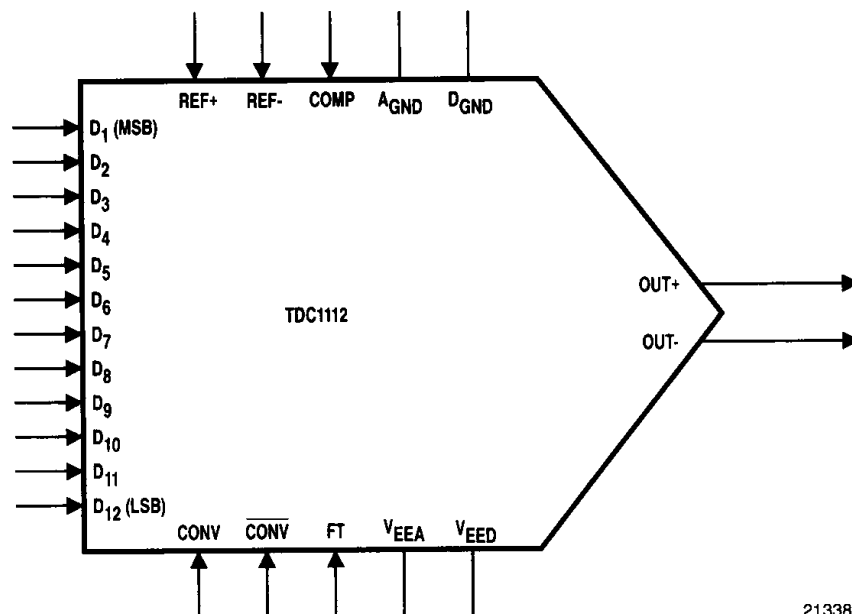 REF+ REF- COMP AGND DGND
D1 (MSB)
D2
D3
D4
D5
D6
D7
D8
D9
D10
D11
D12 (LSB)
TDC1112
OUT+
OUT-
CONV CONV FT VEEA VEED
21338